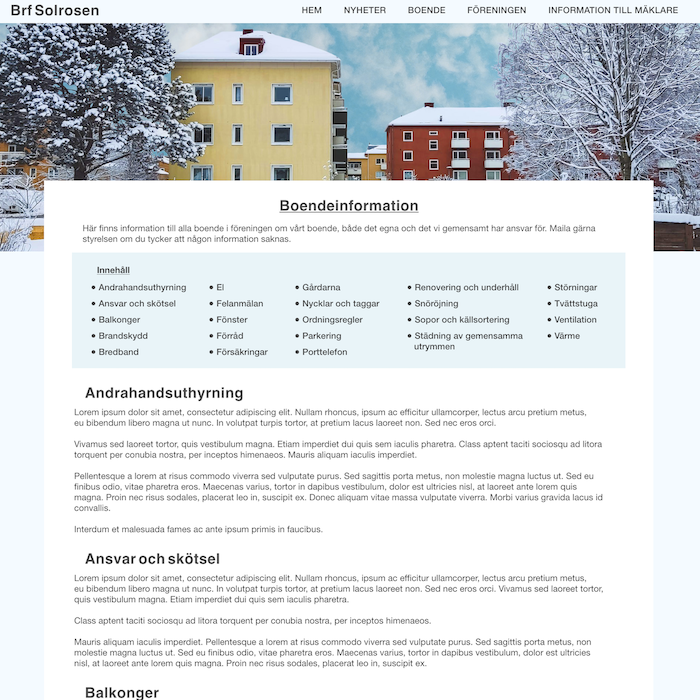 Brf Solrosen
HEM NYHETER BOENDE FÖRENINGEN INFORMATION TILL MÄKLARE
Boendeinformation
Här finns information till alla boende i föreningen om vårt boende, både det egna och det vi gemensamt har ansvar för. Maila gärna
styrelsen om du tycker att någon information saknas.
Innehåll
• Andrahandsuthyrning
• Ansvar och skötsel
• Balkonger
• Brandskydd
• Bredband
• El
• Felanmälan
• Fönster
• Förråd
• Försäkringar
• Gårdarna
• Nycklar och taggar
• Ordningsregler
• Parkering
• Porttelefon
• Renovering och underhåll
• Snöröjning
• Sopor och källsortering
• Städning av gemensamma
utrymmen
• Störningar
• Tvättstuga
• Ventilation
• Värme
Andrahandsuthyrning
Lorem ipsum dolor sit amet, consectetur adipiscing elit. Nullam rhoncus, ipsum ac efficitur ullamcorper, lectus arcu pretium metus,
eu bibendum libero magna ut nunc. In volutpat turpis tortor, at pretium lacus laoreet non. Sed nec eros orci.
Vivamus sed laoreet tortor, quis vestibulum magna. Etiam imperdiet dui quis sem iaculis pharetra. Class aptent taciti sociosqu ad litora
torquent per conubia nostra, per inceptos himenaeos. Mauris aliquam iaculis imperdiet.
Pellentesque a lorem at risus commodo viverra sed vulputate purus. Sed sagittis porta metus, non molestie magna luctus ut. Sed eu
finibus odio, vitae pharetra eros. Maecenas varius, tortor in dapibus vestibulum, dolor est ultricies nisl, at laoreet ante lorem quis
magna. Proin nec risus sodales, placerat leo in, suscipit ex. Donec aliquam vitae massa vulputate viverra. Morbi varius gravida lacus id
convallis.
Interdum et malesuada fames ac ante ipsum primis in faucibus.
Ansvar och skötsel
Lorem ipsum dolor sit amet, consectetur adipiscing elit. Nullam rhoncus, ipsum ac efficitur ullamcorper, lectus arcu pretium metus,
eu bibendum libero magna ut nunc. In volutpat turpis tortor, at pretium lacus laoreet non. Sed nec eros orci. Vivamus sed laoreet tortor,
quis vestibulum magna. Etiam imperdiet dui quis sem iaculis pharetra.
Class aptent taciti sociosqu ad litora torquent per conubia nostra, per inceptos himenaeos.
Mauris aliquam iaculis imperdiet. Pellentesque a lorem at risus commodo viverra sed vulputate purus. Sed sagittis porta metus, non
molestie magna luctus ut. Sed eu finibus odio, vitae pharetra eros. Maecenas varius, tortor in dapibus vestibulum, dolor est ultricies
nisl, at laoreet ante lorem quis magna. Proin nec risus sodales, placerat leo in, suscipit ex.
Balkonger